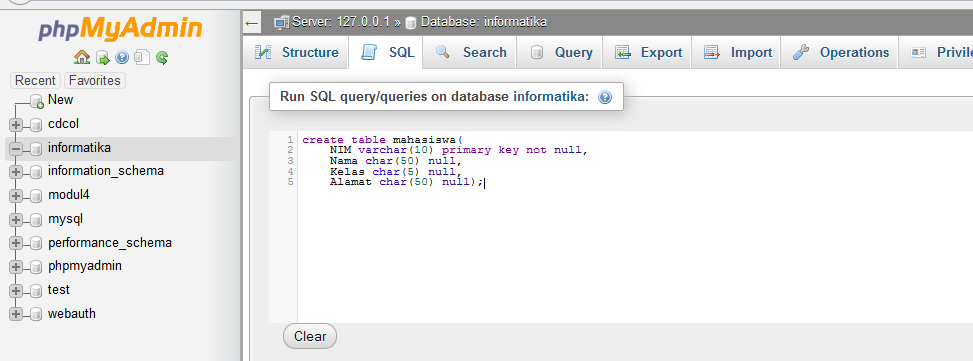 phpMyAdmin
Recent Favorites
New
cdcol
informatika
information_schema
modul4
mysql
performance_schema
phpmyadmin
test
webauth
← Server: 127.0.0.1 » Database: informatika
Structure SQL Search Query Export Import Operations Privile
Run SQL query/queries on database informatika:
1 create table mahasiswa(
2 NIM varchar(10) primary key not null,
3 Nama char(50) null,
4 Kelas char(5) null,
5 Alamat char(50) null);
Clear